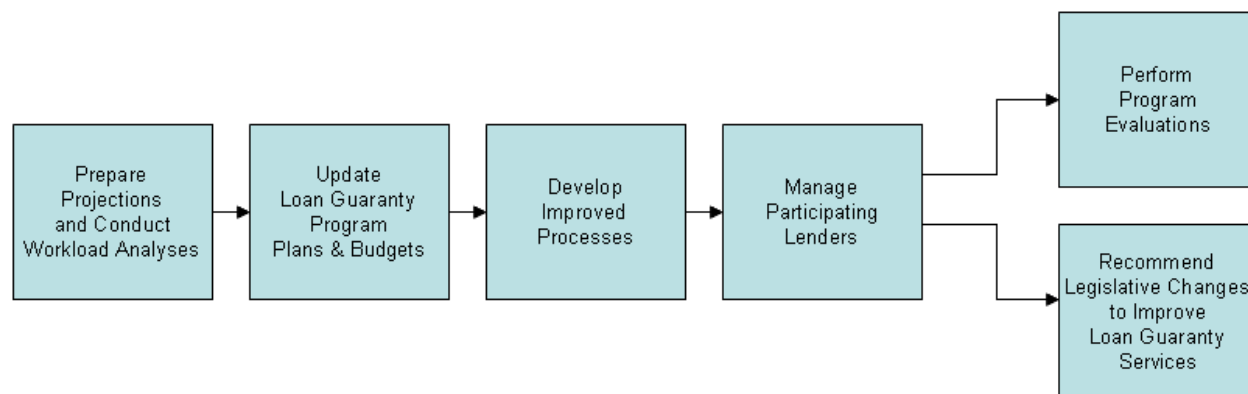 Prepare
Projections
and Conduct
Workload Analyses
Update
Loan Guaranty
Program
Plans & Budgets
Develop
Improved
Processes
Manage
Participating
Lenders
Perform
Program
Evaluations
Recommend
Legislative Changes
to Improve
Loan Guaranty
Services